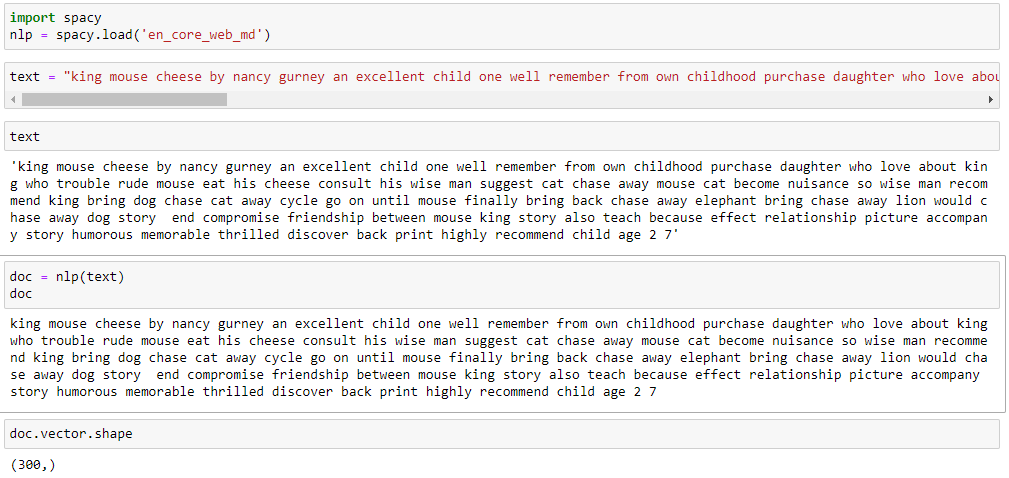 import spacy
nlp = spacy.load('en_core_web_md')
text = "king mouse cheese by nancy gurney an excellent child one well remember from own childhood purchase daughter who love abou
text
'king mouse cheese by nancy gurney an excellent child one well remember from own childhood purchase daughter who love about kin
g who trouble rude mouse eat his cheese consult his wise man suggest cat chase away mouse cat become nuisance so wise man recom
mend king bring dog chase cat away cycle go on until mouse finally bring back chase away elephant bring chase away lion would c
hase away dog story  end compromise friendship between mouse king story also teach because effect relationship picture accompan
y story humorous memorable thrilled discover back print highly recommend child age 2 7'
doc = nlp(text)
doc
king mouse cheese by nancy gurney an excellent child one well remember from own childhood purchase daughter who love about king
who trouble rude mouse eat his cheese consult his wise man suggest cat chase away mouse cat become nuisance so wise man recomme
nd king bring dog chase cat away cycle go on until mouse finally bring back chase away elephant bring chase away lion would cha
se away dog story  end compromise friendship between mouse king story also teach because effect relationship picture accompany
story humorous memorable thrilled discover back print highly recommend child age 2 7
doc.vector.shape
(300,)